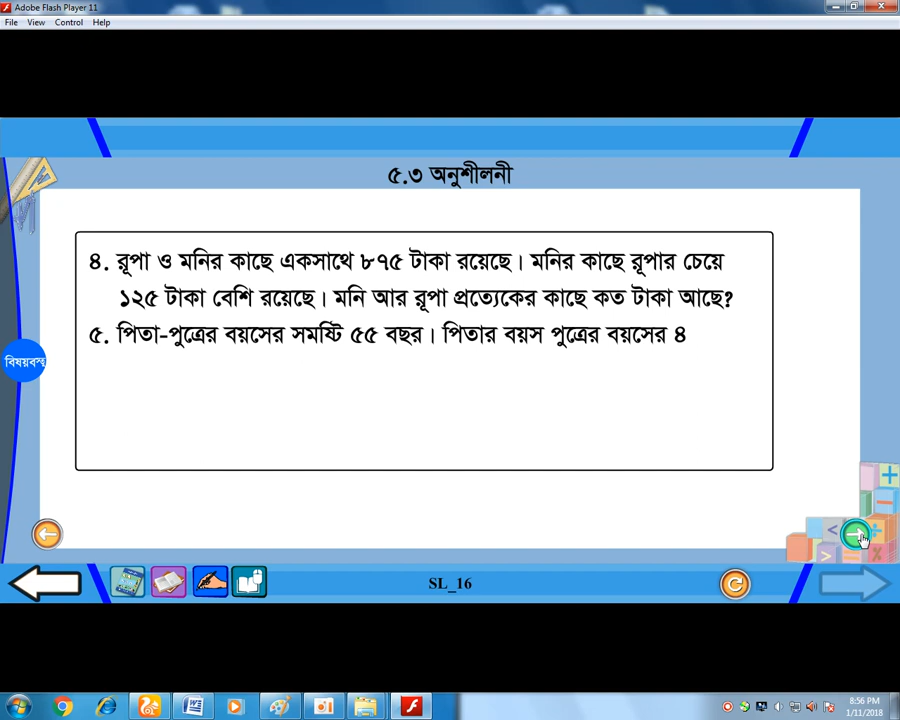 Adobe Flash Player 11
File View Control Help
৫.৩ অনুশীলনী
৪. রূপা ও মনির কাছে একসাথে ৮৭৫ টাকা রয়েছে। মনির কাছে রূপার চেয়ে
১২৫ টাকা বেশি রয়েছে। মনি আর রূপা প্রত্যেকের কাছে কত টাকা আছে?
৫. পিতা-পুত্রের বয়সের সমষ্টি ৫৫ বছর। পিতার বয়স পুত্রের বয়সের ৪
SL_16
8:56 PM
1/11/2018